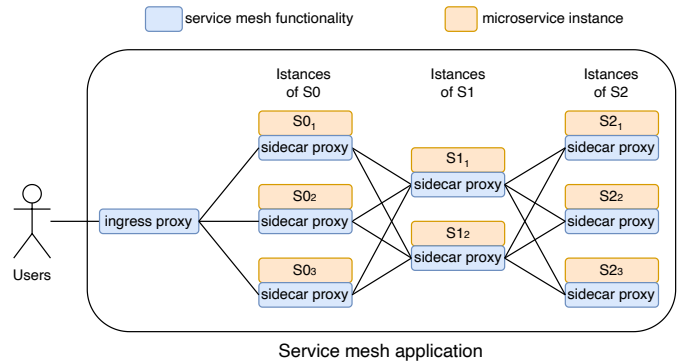 service mesh functionality
microservice instance
Istances
of S0
Istances
of S1
Istances
of S2
S0₁
sidecar proxy
S0₂
sidecar proxy
S0₃
sidecar proxy
S1₁
sidecar proxy
S1₂
sidecar proxy
S2₁
sidecar proxy
S2₂
sidecar proxy
S2₃
sidecar proxy
ingress proxy
Users
Service mesh application